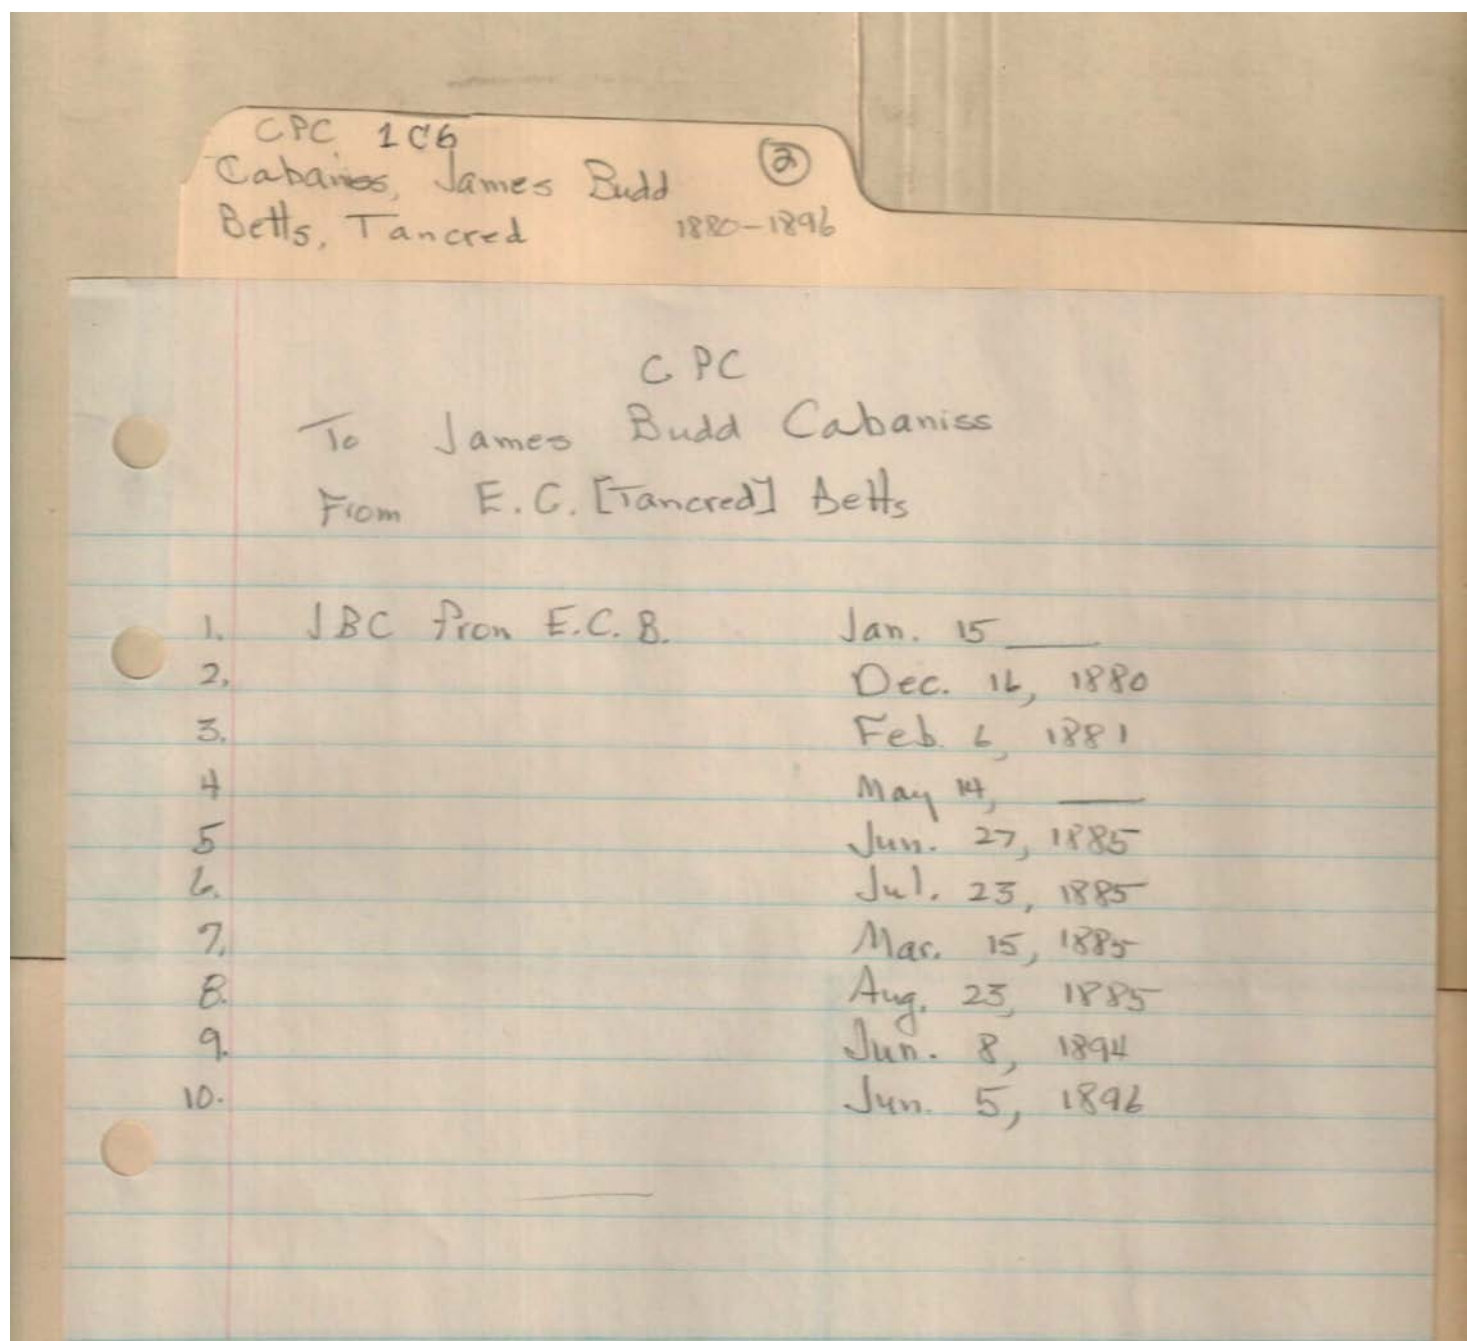 CPC 1C6
Cabaniss, James Budd ②
Betts, Tancred 1880-1896
CPC
To James Budd Cabaniss
From E.C. [Tancred] Betts
1. JBC from E.C.B. Jan. 15 ___
2. Dec. 16, 1880
3. Feb. 6, 1881
4 May 14, ___
5 Jun. 27, 1885
6. Jul. 23, 1885
7. Mar. 15, 1885
8. Aug. 23, 1885
9. Jun. 8, 1894
10. Jun. 5, 1896